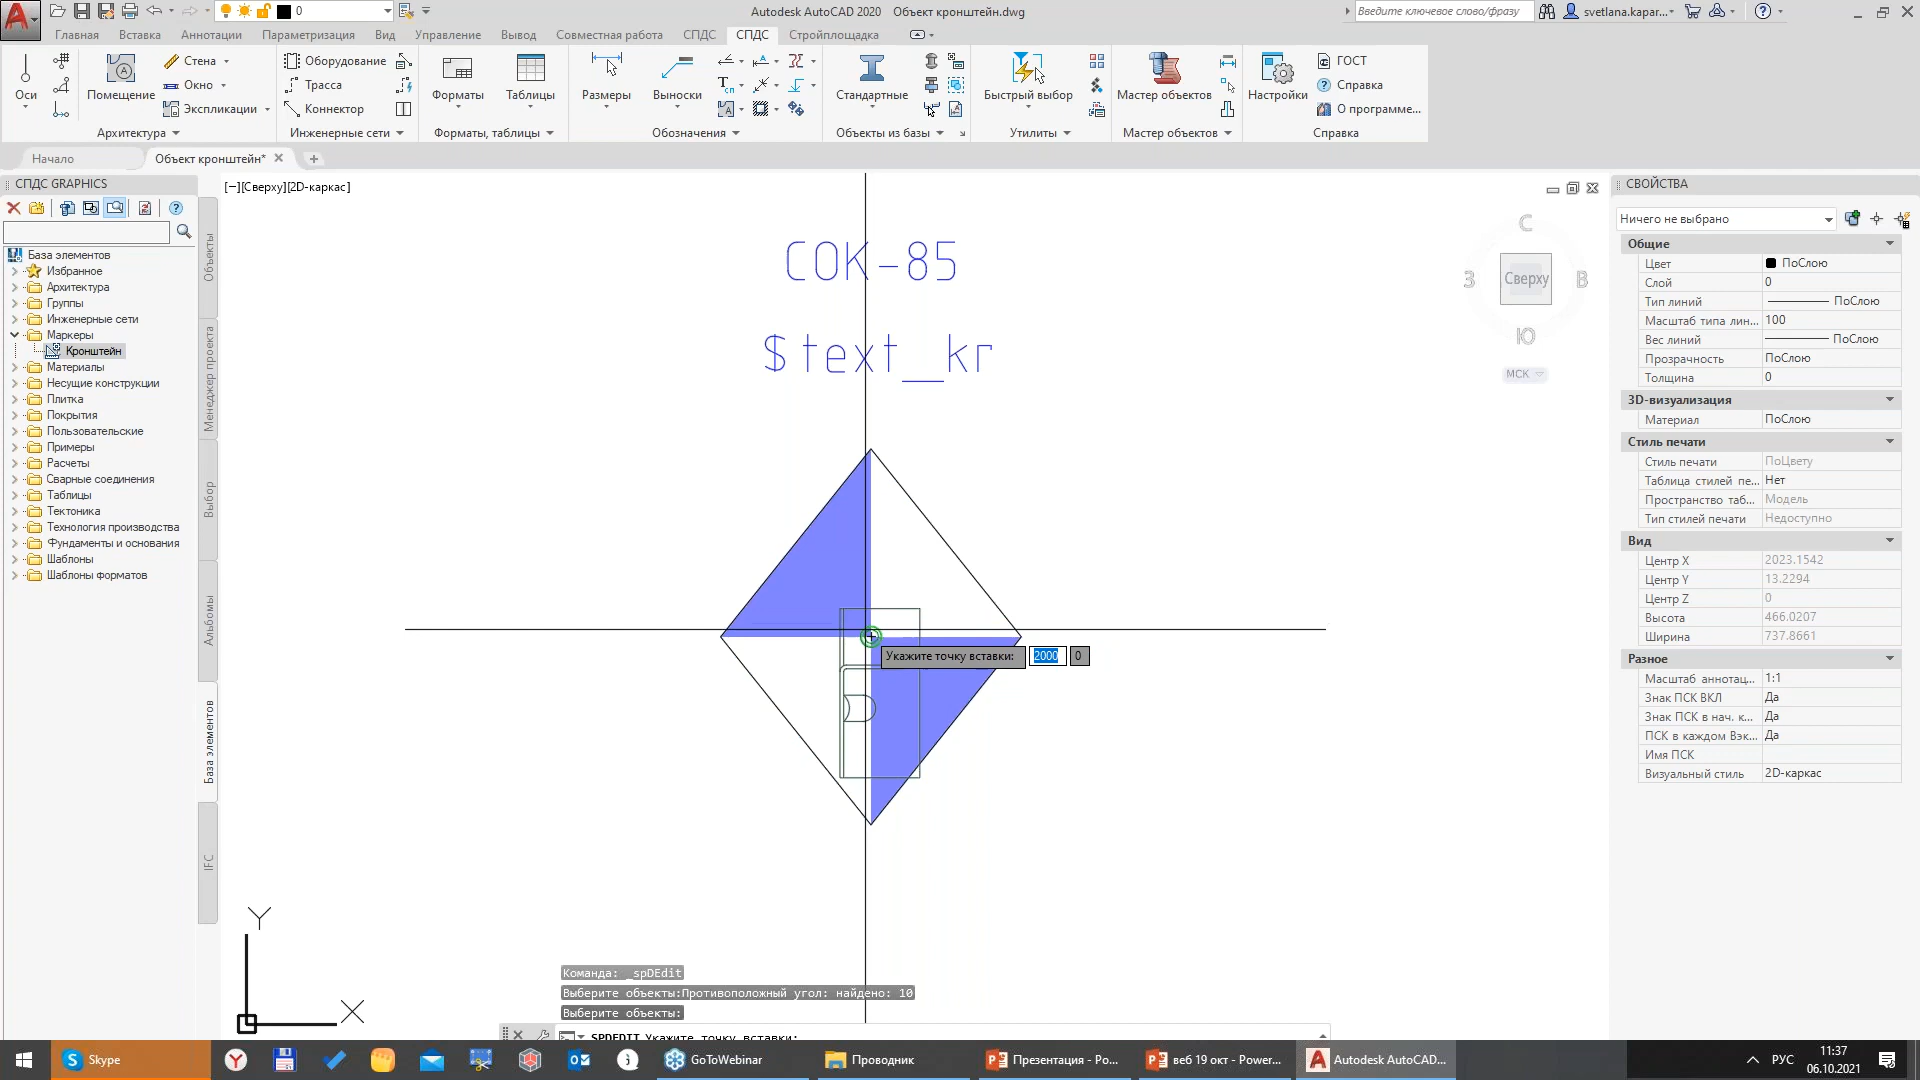 0
Autodesk AutoCAD 2020 Объект кронштейн.dwg
Введите ключевое слово/фразу
svetlana.kapar...
Главная Вставка Аннотации Параметризация Вид Управление Вывод Совместная работа СПДС СПДС Стройплощадка
Оси
Помещение
Стена
Окно
Экспликации
Архитектура
Оборудование
Трасса
Коннектор
Инженерные сети
Форматы
Таблицы
Форматы, таблицы
Размеры
Выноски
Обозначения
Стандартные
Объекты из базы
Быстрый выбор
Утилиты
Мастер объектов
Мастер объектов
Настройки
ГОСТ
Справка
О программе...
Справка
Начало
Объект кронштейн*
СПДС GRAPHICS
База элементов
Избранное
Архитектура
Группы
Инженерные сети
Маркеры
Кронштейн
Материалы
Несущие конструкции
Плитка
Покрытия
Пользовательские
Примеры
Расчеты
Сварные соединения
Таблицы
Тектоника
Технология производства
Фундаменты и основания
Шаблоны
Шаблоны форматов
Объекты
Менеджер проекта
Выбор
Альбомы
База элементов
IFC
[−][Сверху][2D-каркас]
СОК-85
$text_kr
Укажите точку вставки: 2000 0
С
З Сверху В
Ю
МСК
Y
X
Команда: _spDEdit
Выберите объекты:Противоположный угол: найдено: 10
Выберите объекты:
SPDEDIT Укажите точку вставки:
СВОЙСТВА
Ничего не выбрано
Общие
Цвет ПоСлою
Слой 0
Тип линий ПоСлою
Масштаб типа лин... 100
Вес линий ПоСлою
Прозрачность ПоСлою
Толщина 0
3D-визуализация
Материал ПоСлою
Стиль печати
Стиль печати ПоЦвету
Таблица стилей пе... Нет
Пространство таб... Модель
Тип стилей печати Недоступно
Вид
Центр X 2023.1542
Центр Y 13.2294
Центр Z 0
Высота 466.0207
Ширина 737.8661
Разное
Масштаб аннотац... 1:1
Знак ПСК ВКЛ Да
Знак ПСК в нач. к... Да
ПСК в каждом Вэк... Да
Имя ПСК
Визуальный стиль 2D-каркас
Skype
GoToWebinar
Проводник
Презентация - Po...
веб 19 окт - Power...
Autodesk AutoCAD...
РУС
11:37
06.10.2021